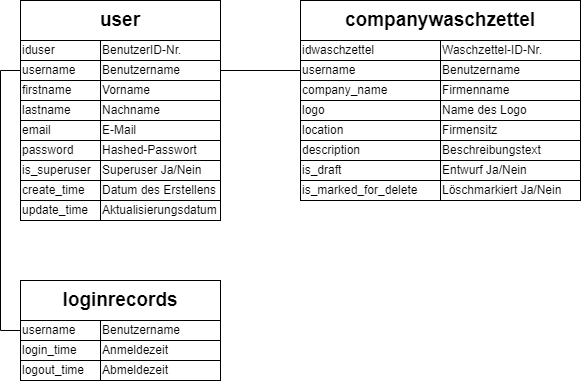 user
iduser BenutzerID-Nr.
username Benutzername
firstname Vorname
lastname Nachname
email E-Mail
password Hashed-Passwort
is_superuser Superuser Ja/Nein
create_time Datum des Erstellens
update_time Aktualisierungsdatum
companywaschzettel
idwaschzettel Waschzettel-ID-Nr.
username Benutzername
company_name Firmenname
logo Name des Logo
location Firmensitz
description Beschreibungstext
is_draft Entwurf Ja/Nein
is_marked_for_delete Löschmarkiert Ja/Nein
loginrecords
username Benutzername
login_time Anmeldezeit
logout_time Abmeldezeit